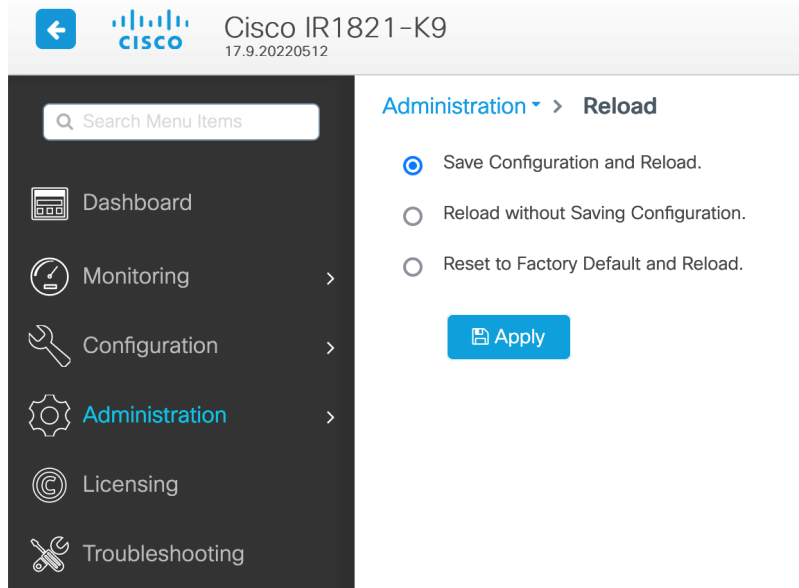 CISCO
Cisco IR1821-K9
17.9.20220512
Search Menu Items
Dashboard
Monitoring
Configuration
Administration
Licensing
Troubleshooting
Administration > Reload
Save Configuration and Reload.
Reload without Saving Configuration.
Reset to Factory Default and Reload.
Apply